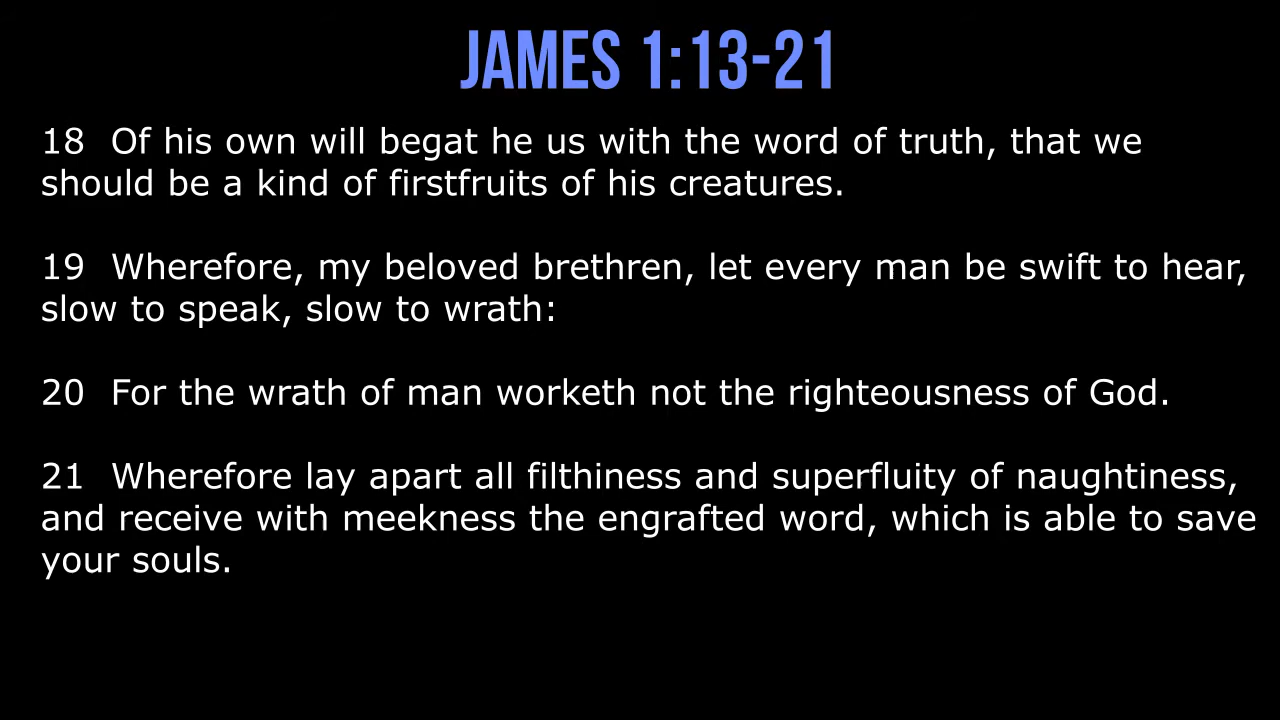 JAMES 1:13-21
18 Of his own will begat he us with the word of truth, that we
should be a kind of firstfruits of his creatures.
19 Wherefore, my beloved brethren, let every man be swift to hear,
slow to speak, slow to wrath:
20 For the wrath of man worketh not the righteousness of God.
21 Wherefore lay apart all filthiness and superfluity of naughtiness,
and receive with meekness the engrafted word, which is able to save
your souls.